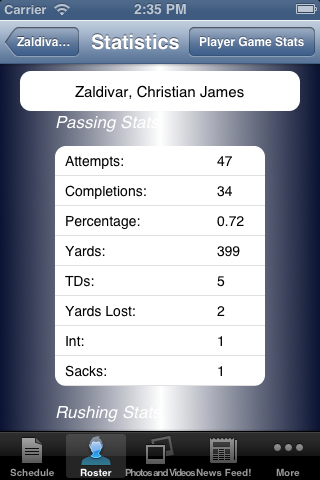 Carrier 2:35 PM
Zaldiva... Statistics Player Game Stats
Zaldivar, Christian James
Passing Stats
Attempts: 47
Completions: 34
Percentage: 0.72
Yards: 399
TDs: 5
Yards Lost: 2
Int: 1
Sacks: 1
Rushing Stats
Schedule Roster Photos and Videos News Feed! More